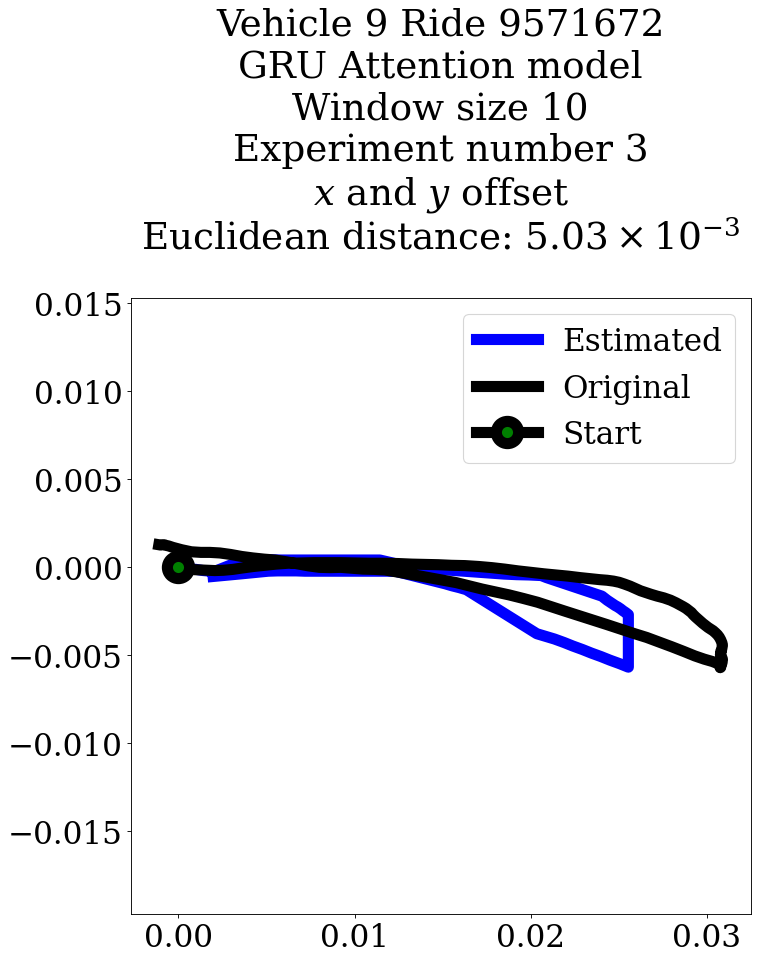 Vehicle 9 Ride 9571672
GRU Attention model
Window size 10
Experiment number 3
x and y offset
Euclidean distance: 5.03 × 10⁻³
Estimated
Original
Start
0.015
0.010
0.005
0.000
−0.005
−0.010
−0.015
0.00 0.01 0.02 0.03